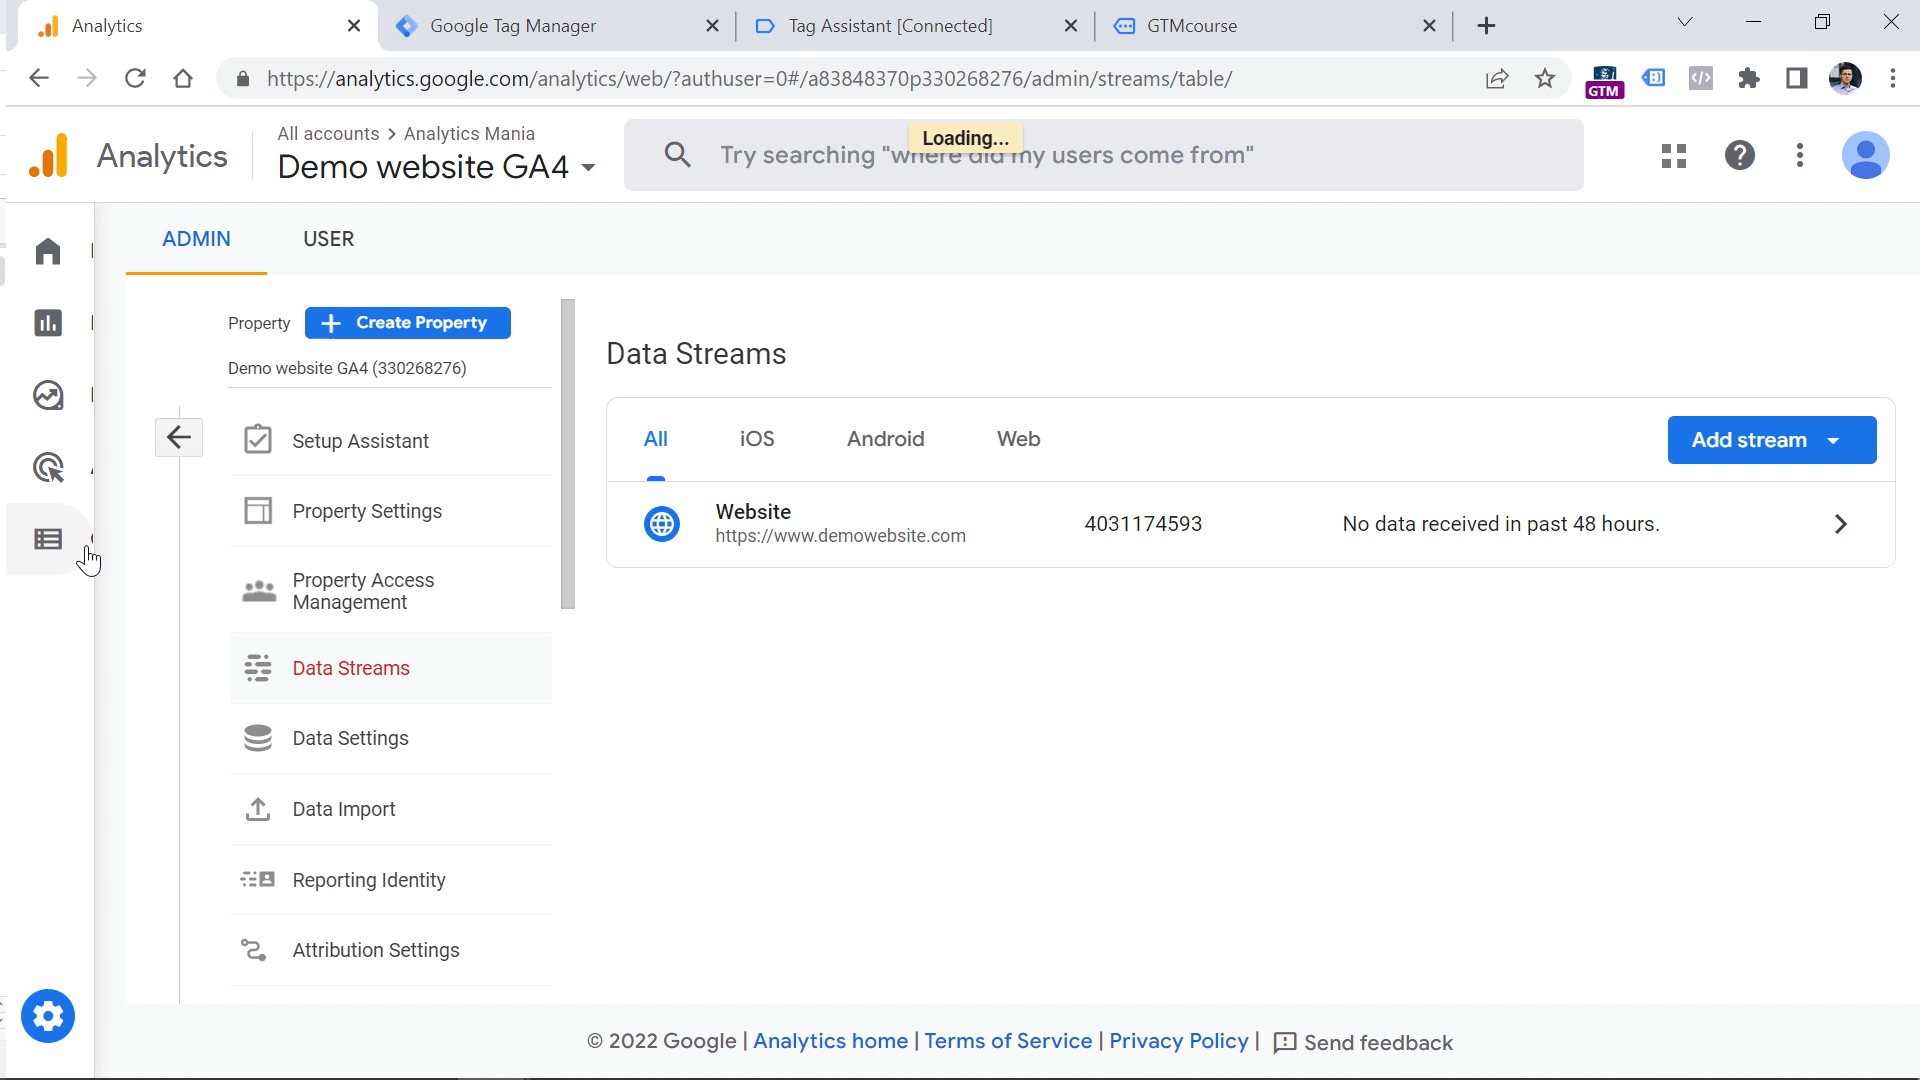 Analytics
Google Tag Manager
Tag Assistant [Connected]
GTMcourse
https://analytics.google.com/analytics/web/?authuser=0#/a83848370p330268276/admin/streams/table/
GTM
Analytics
All accounts > Analytics Mania
Demo website GA4
Loading...
Try searching "where did my users come from"
ADMIN
USER
Property
Create Property
Demo website GA4 (330268276)
Setup Assistant
Property Settings
Property Access
Management
Data Streams
Data Settings
Data Import
Reporting Identity
Attribution Settings
Data Streams
All
iOS
Android
Web
Add stream
Website
https://www.demowebsite.com
4031174593
No data received in past 48 hours.
© 2022 Google | Analytics home | Terms of Service | Privacy Policy | Send feedback